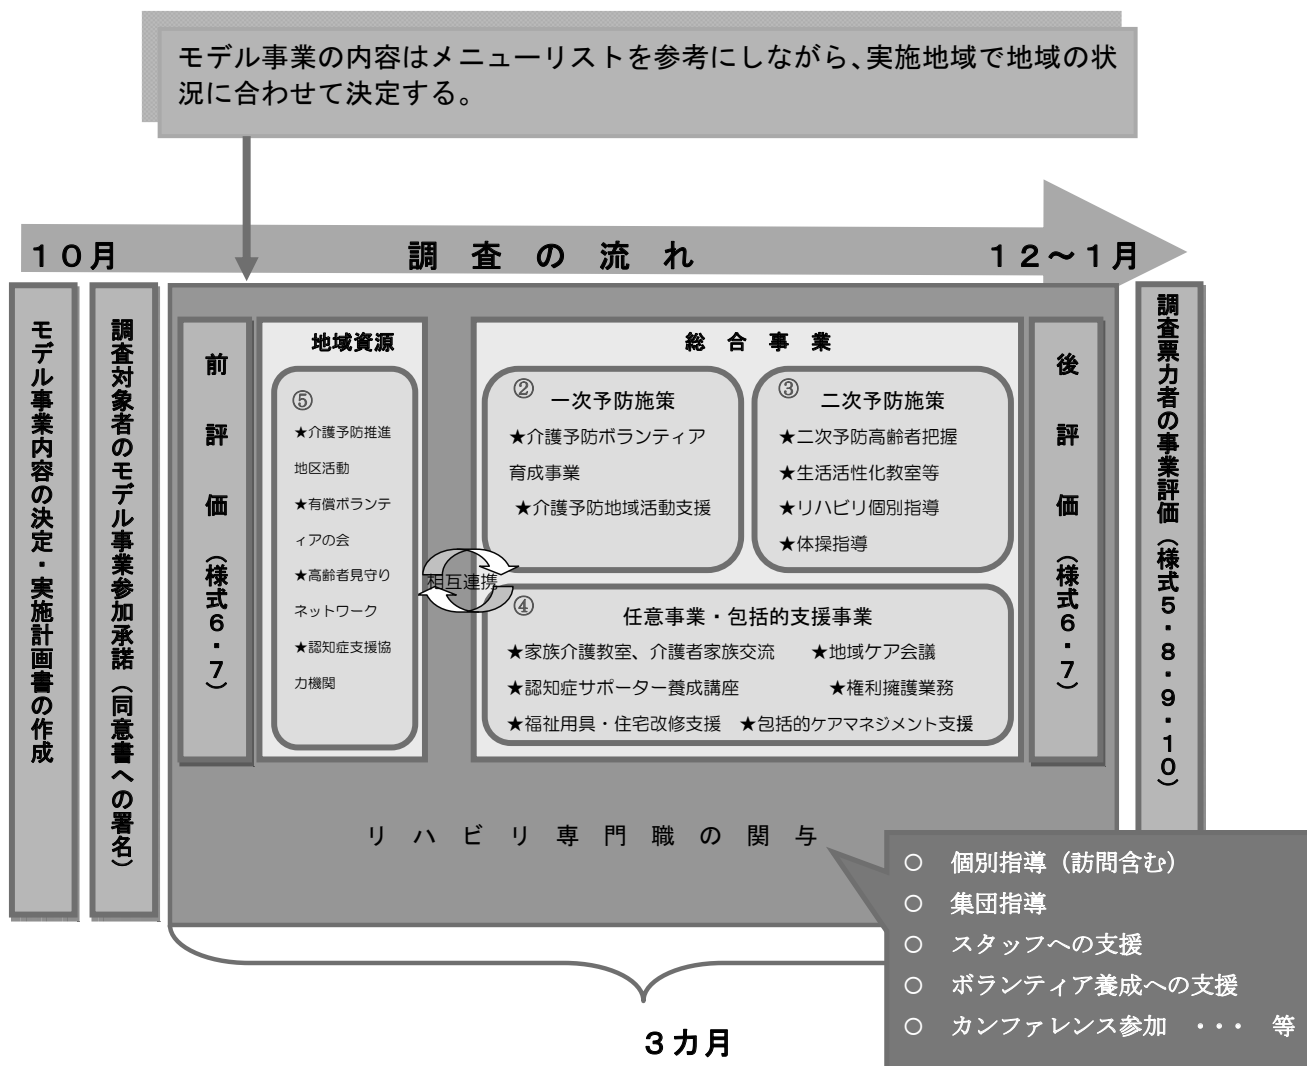 モデル事業の内容はメニューリストを参考にしながら、実施地域で地域の状
況に合わせて決定する。
10月
調査の流れ
12～1月
モデル事業内容の決定・実施計画書の作成
調査対象者のモデル事業参加承諾（同意書への署名）
前評価（様式6・7）
地域資源
⑤
★介護予防推進
地区活動
★有償ボランテ
ィアの会
★高齢者見守り
ネットワーク
★認知症支援協
力機関
相互連携
総合事業
②
一次予防施策
★介護予防ボランティア
育成事業
★介護予防地域活動支援
③
二次予防施策
★二次予防高齢者把握
★生活活性化教室等
★リハビリ個別指導
★体操指導
④
任意事業・包括的支援事業
★家族介護教室、介護者家族交流　★地域ケア会議
★認知症サポーター養成講座　★権利擁護業務
★福祉用具・住宅改修支援　★包括的ケアマネジメント支援
後評価（様式6・7）
調査票力者の事業評価（様式5・8・9・10）
リハビリ専門職の関与
○　個別指導（訪問含む）
○　集団指導
○　スタッフへの支援
○　ボランティア養成への支援
○　カンファレンス参加　・・・　等
3カ月